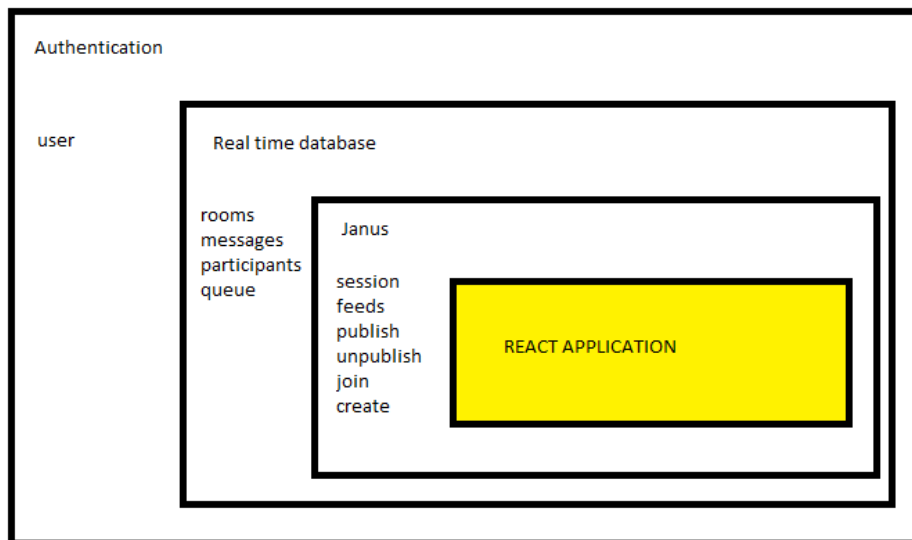 Authentication
user
Real time database
rooms
messages
participants
queue
Janus
session
feeds
publish
unpublish
join
create
REACT APPLICATION